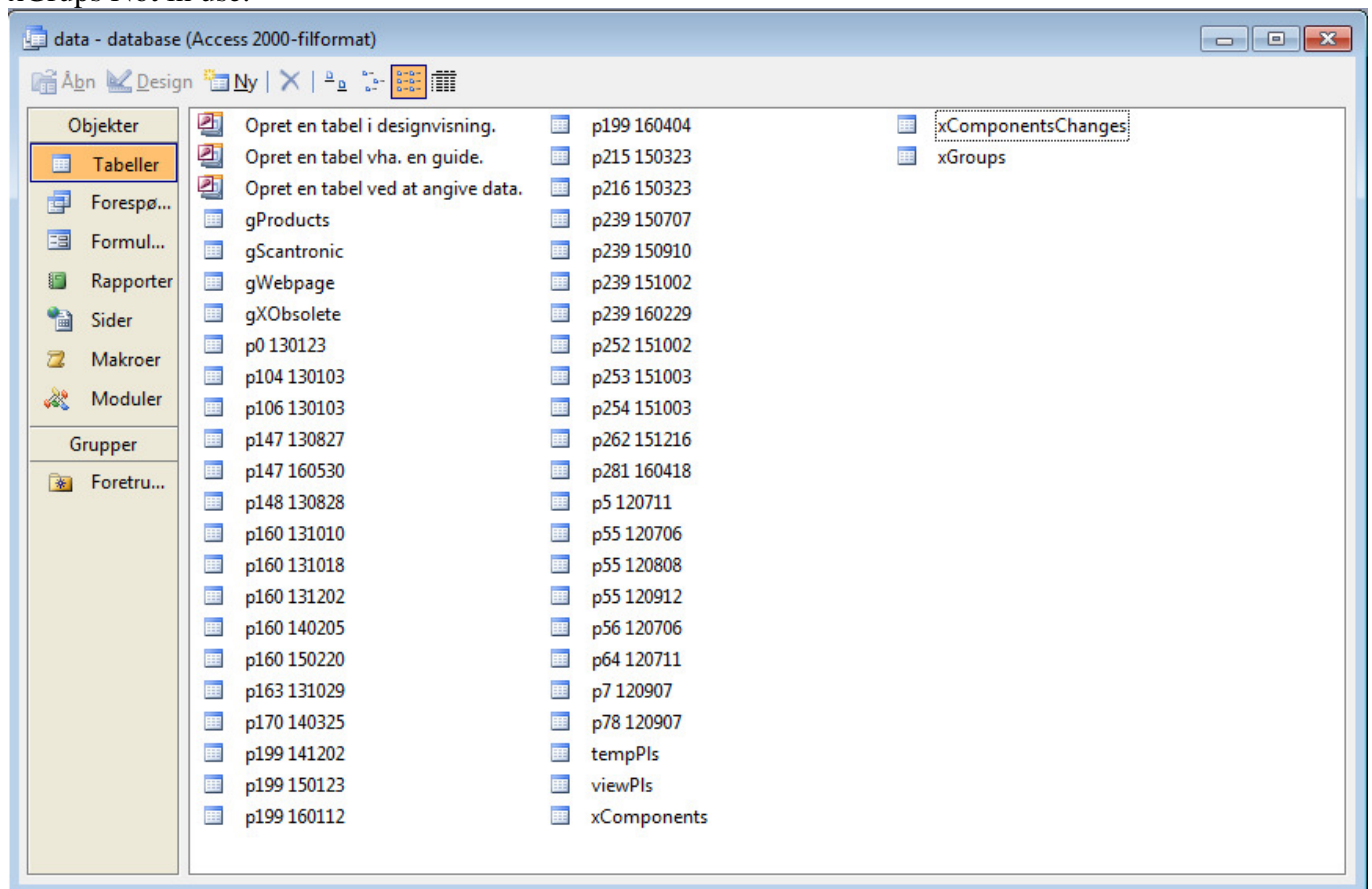 data - database (Access 2000-filformat)
Åbn Design Ny
Objekter
Tabeller
Forespø...
Formul...
Rapporter
Sider
Makroer
Moduler
Grupper
Foretru...
Opret en tabel i designvisning.
Opret en tabel vha. en guide.
Opret en tabel ved at angive data.
gProducts
gScantronic
gWebpage
gXObsolete
p0 130123
p104 130103
p106 130103
p147 130827
p147 160530
p148 130828
p160 131010
p160 131018
p160 131202
p160 140205
p160 150220
p163 131029
p170 140325
p199 141202
p199 150123
p199 160112
p199 160404
p215 150323
p216 150323
p239 150707
p239 150910
p239 151002
p239 160229
p252 151002
p253 151003
p254 151003
p262 151216
p281 160418
p5 120711
p55 120706
p55 120808
p55 120912
p56 120706
p64 120711
p7 120907
p78 120907
tempPls
viewPls
xComponents
xComponentsChanges
xGroups